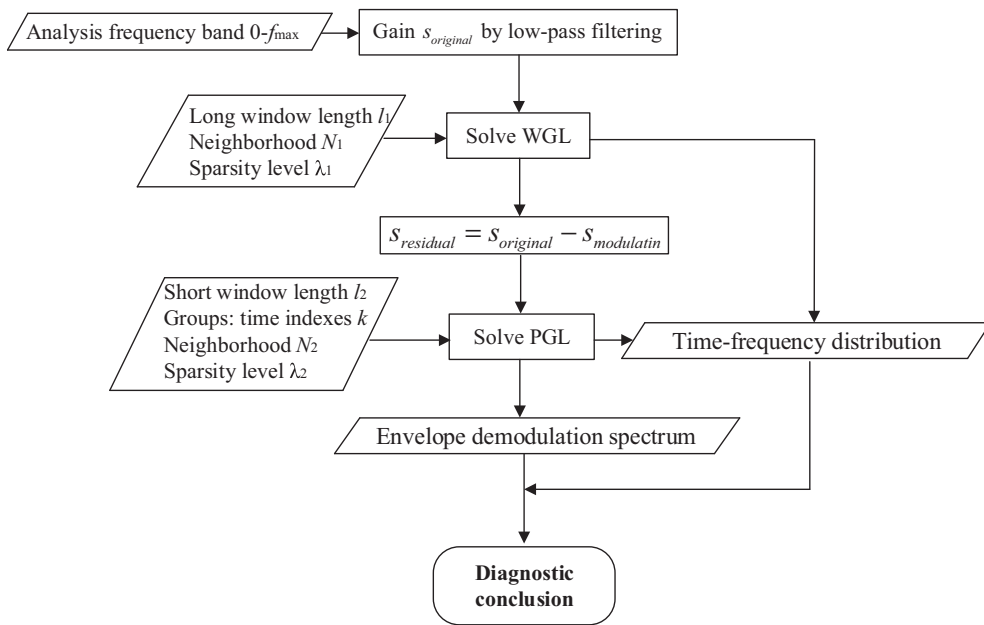 Analysis frequency band 0-fmax
Gain soriginal by low-pass filtering
Long window length l1
Neighborhood N1
Sparsity level λ1
Solve WGL
sresidual = soriginal − smodulatin
Short window length l2
Groups: time indexes k
Neighborhood N2
Sparsity level λ2
Solve PGL
Time-frequency distribution
Envelope demodulation spectrum
Diagnostic
conclusion